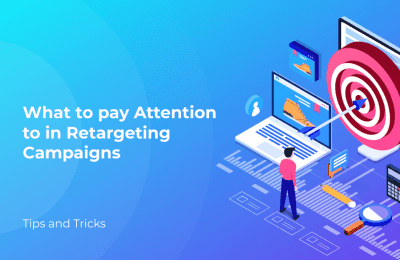 What to pay Attention
to in Retargeting
Campaigns
Tips and Tricks